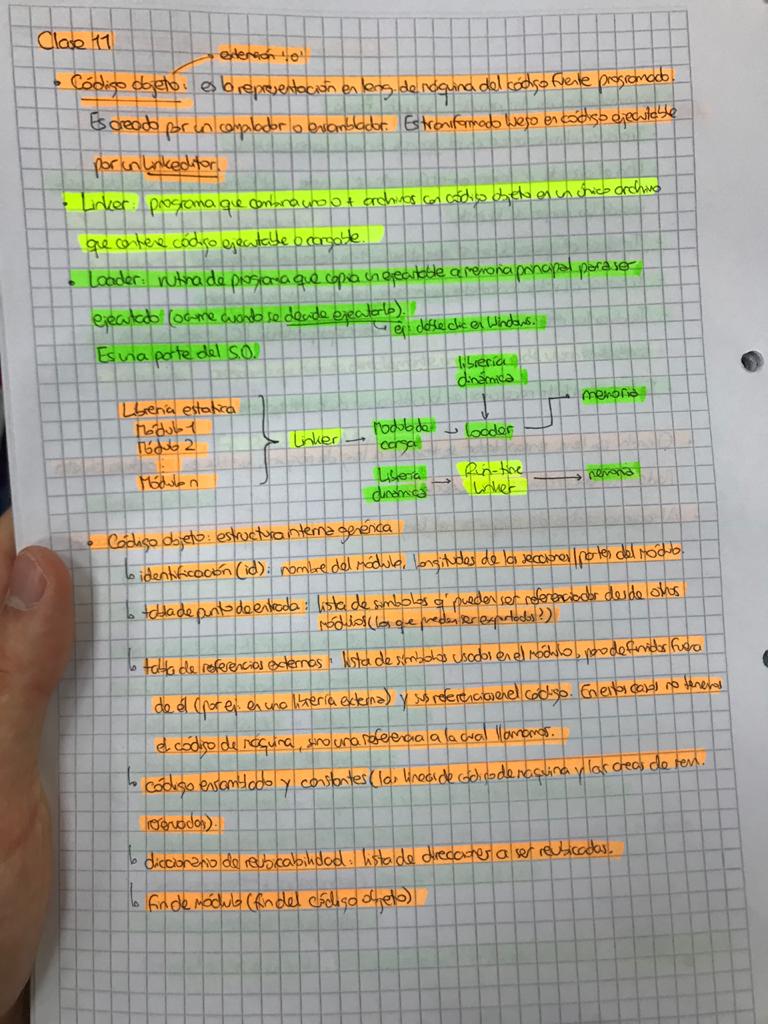 Clase 11
→ extensión '.o'
• Código objeto: es la representación en leng. de máquina del código fuente programado.
Es creado por un compilador o ensamblador. Es transformado luego en código ejecutable
por un linkeditor.
• Linker: programa que combina uno o + archivos con código objeto en un único archivo
que contiene código ejecutable o cargable.
• Loader: rutina de programa que copia un ejecutable a memoria principal para ser
ejecutado (ocurre cuando se decide ejecutarlo).
ej: doble clic en Windows.
Es una parte del S.O.
Librería estática
Módulo 1
Módulo 2
⋮
Módulo n
Linker →
Módulo de
carga →
librería
dinámica
↓
Loader →
memoria
Librería
dinámica →
Run-time
Linker →
memoria
• Código objeto: estructura interna genérica
↳ identificación (id): nombre del módulo, longitudes de las secciones/partes del módulo.
↳ tabla de punto de entrada: lista de símbolos q' pueden ser referenciados desde otros
módulos (los que pueden ser exportados?)
↳ tabla de referencias externas: lista de símbolos usados en el módulo, pero definidos fuera
de él (por ej. en una librería externa) y sus referencias en el código. En estos casos no tenemos
el código de máquina, sino una referencia a la cual llamamos.
↳ código ensamblado y constantes (las líneas de código de máquina y las áreas de mem.
reservadas).
↳ diccionario de reubicabilidad: lista de direcciones a ser reubicadas.
↳ fin de módulo (fin del código objeto)